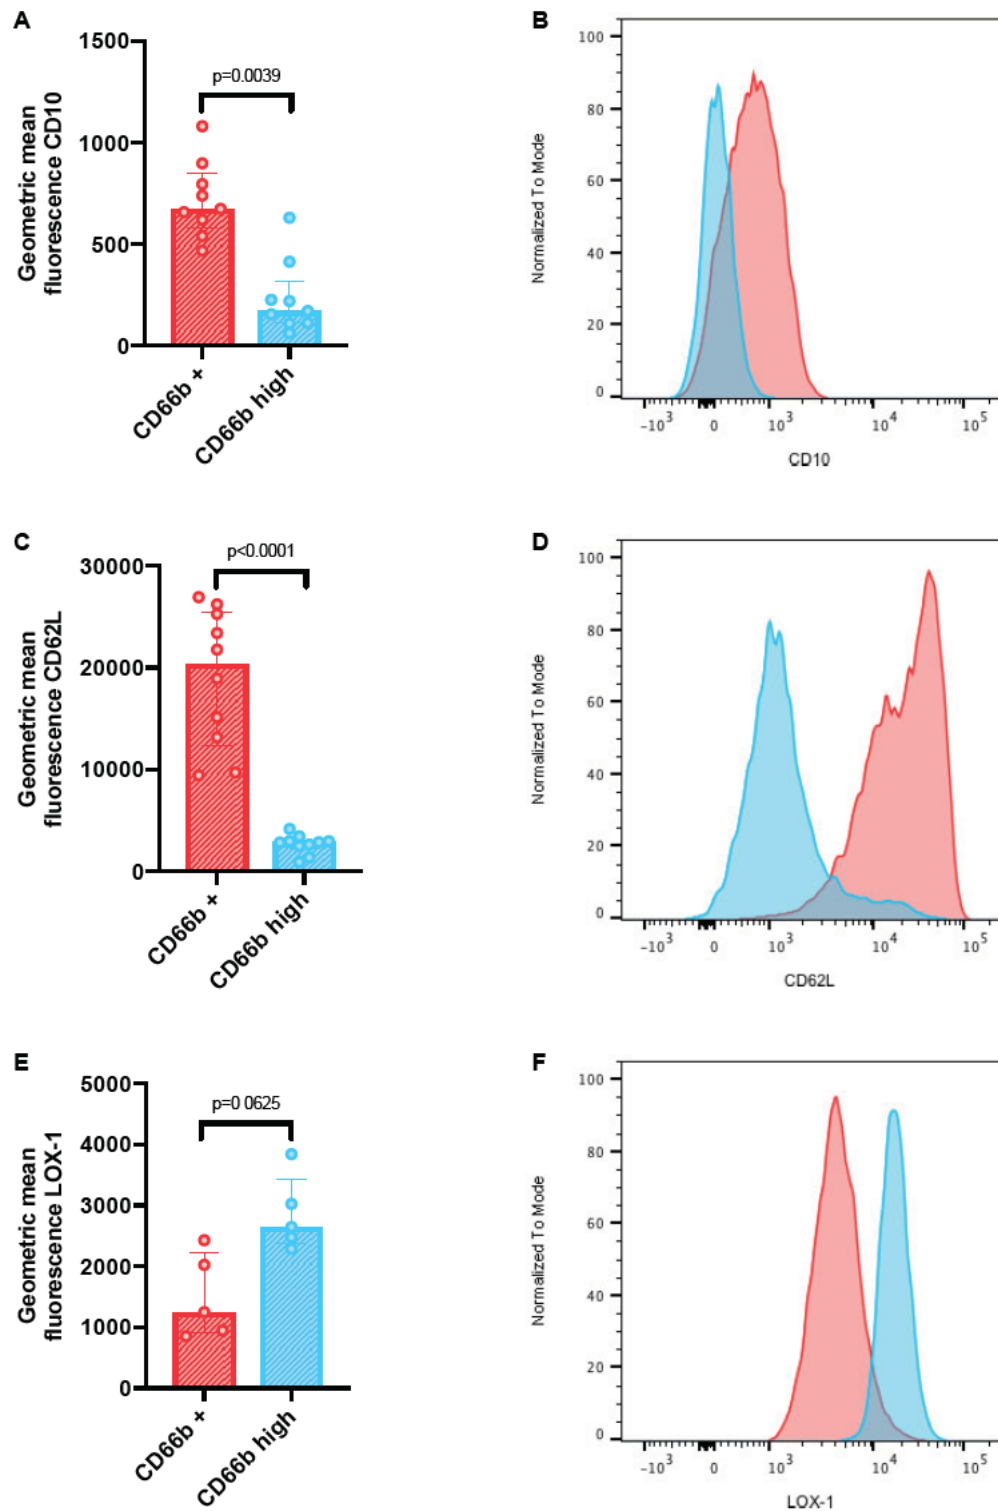 A
1500
1000
500
0
Geometric mean
fluorescence CD10
p=0.0039
CD66b +
CD66b high
B
100
80
60
40
20
0
Normalized To Mode
-10³ 0 10³ 10⁴ 10⁵
CD10
C
30000
20000
10000
0
Geometric mean
fluorescence CD62L
p<0.0001
CD66b +
CD66b high
D
100
80
60
40
20
0
Normalized To Mode
-10³ 0 10³ 10⁴ 10⁵
CD62L
E
5000
4000
3000
2000
1000
0
Geometric mean
fluorescence LOX-1
p=0 0625
CD66b +
CD66b high
F
100
80
60
40
20
0
Normalized To Mode
-10³ 0 10³ 10⁴ 10⁵
LOX-1